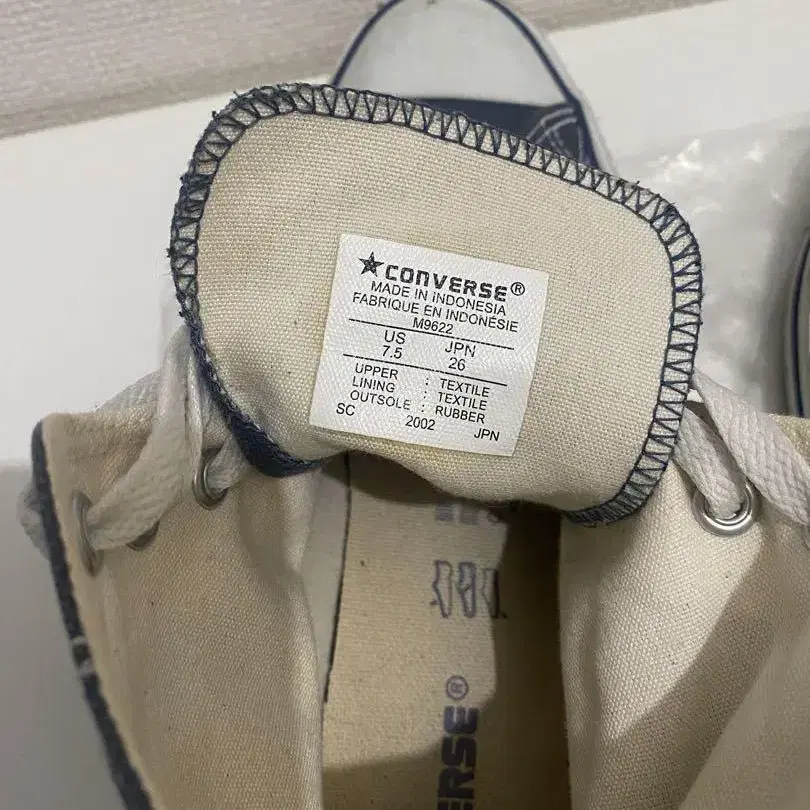 ★CONVERSE®
MADE IN INDONESIA
FABRIQUE EN INDONÉSIE
M9622
US JPN
7.5 26
UPPER : TEXTILE
LINING : TEXTILE
OUTSOLE : RUBBER
SC 2002 JPN
ERSE®